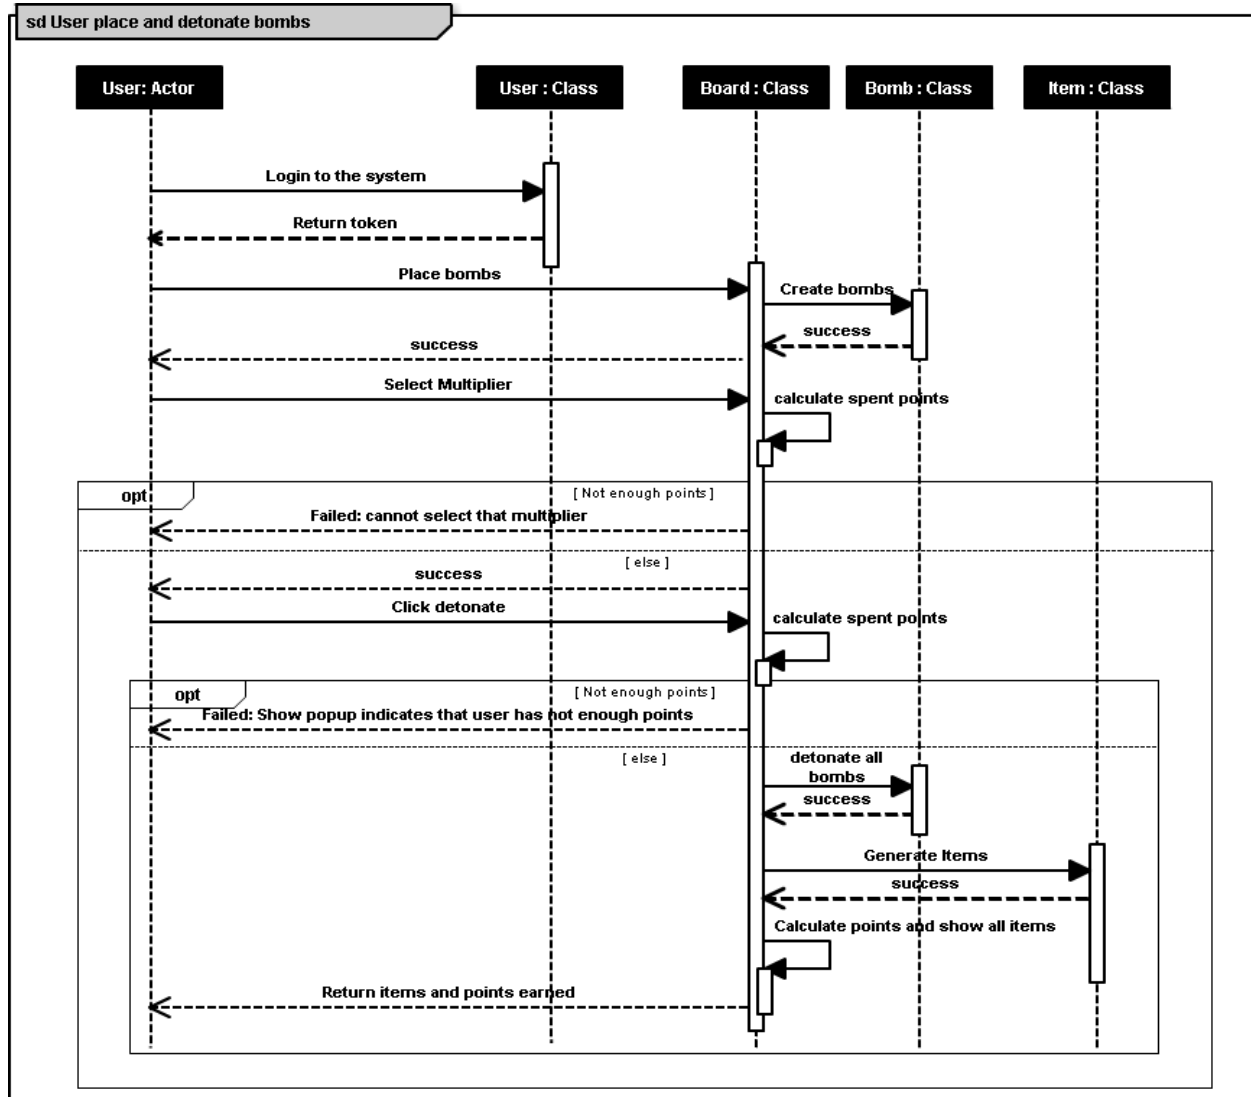 sd User place and detonate bombs
User: Actor
User : Class
Board : Class
Bomb : Class
Item : Class
Login to the system
Return token
Place bombs
Create bombs
success
success
Select Multiplier
calculate spent points
opt
[ Not enough points ]
Failed: cannot select that multiplier
[ else ]
success
Click detonate
calculate spent points
opt
[ Not enough points ]
Failed: Show popup indicates that user has not enough points
[ else ]
detonate all
bombs
success
Generate Items
success
Calculate points and show all items
Return items and points earned